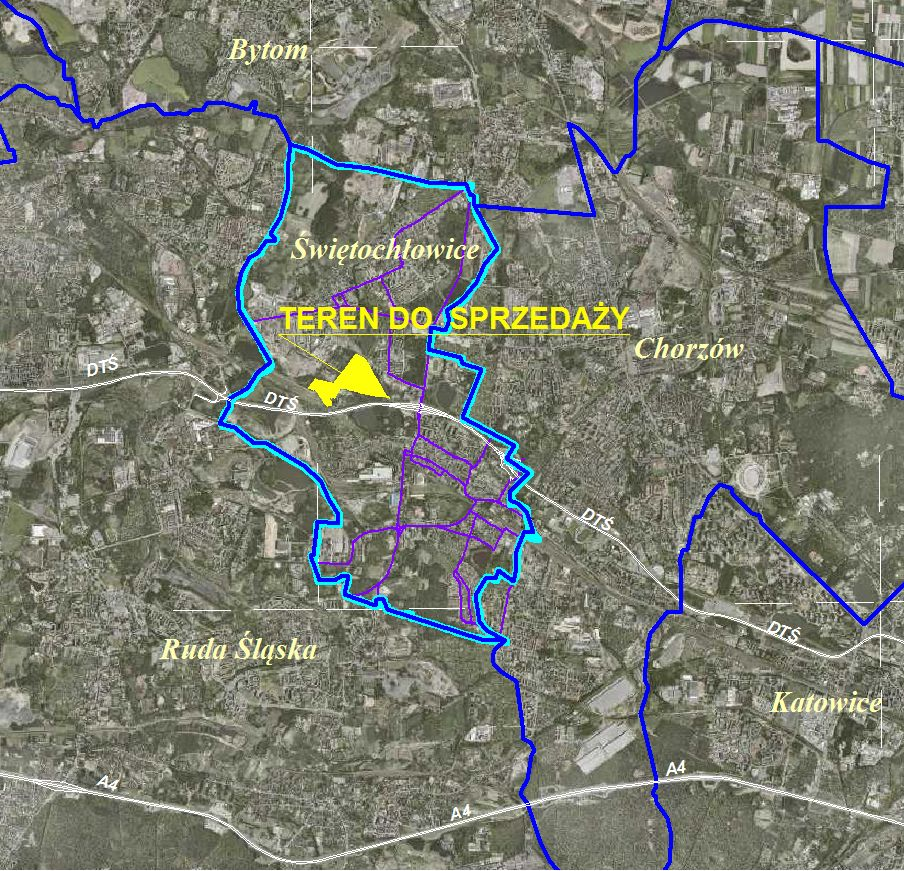 Bytom
Świętochłowice
TEREN DO SPRZEDAŻY
Chorzów
DTŚ
DTŚ
DTŚ
DTŚ
Ruda Śląska
Katowice
A4
A4
A4